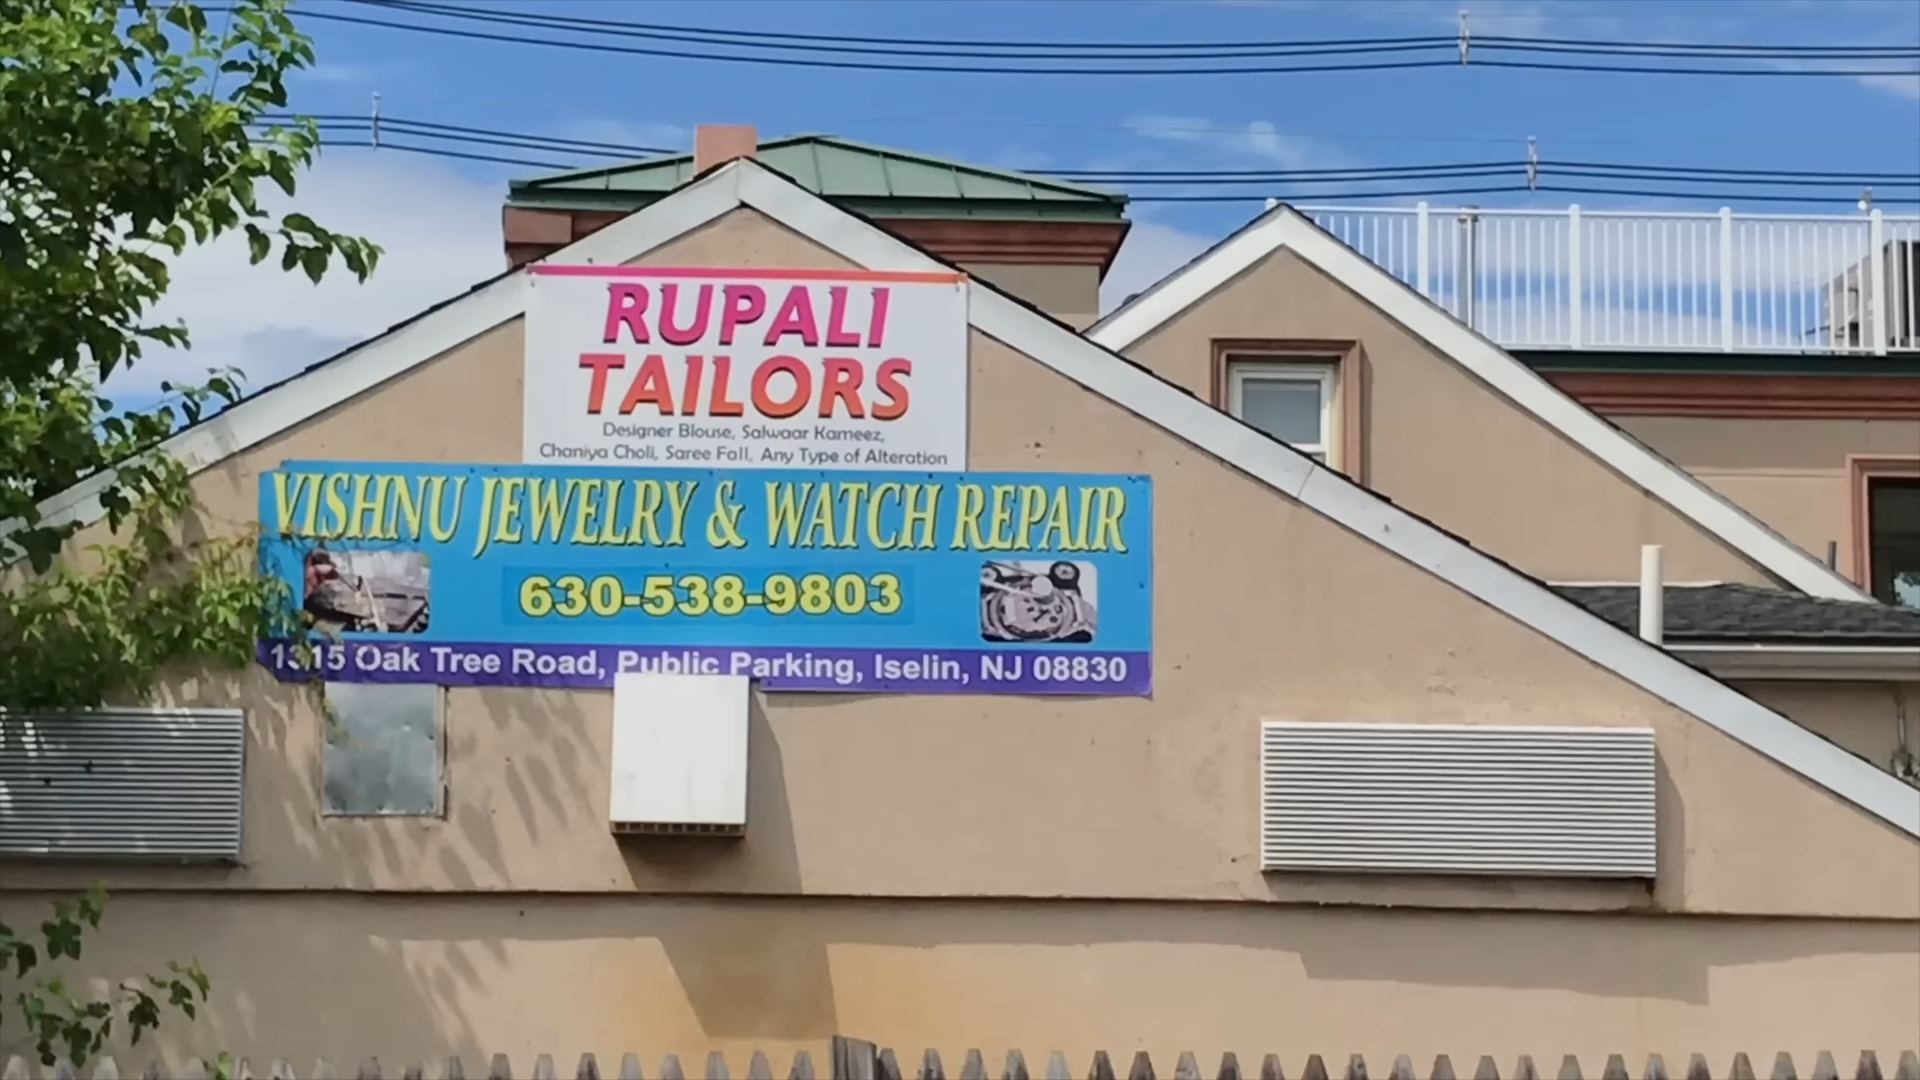 RUPALI
TAILORS
Designer Blouse, Salwaar Kameez,
Chaniya Choli, Saree Fall, Any Type of Alteration
VISHNU JEWELRY & WATCH REPAIR
630-538-9803
1315 Oak Tree Road, Public Parking, Iselin, NJ 08830